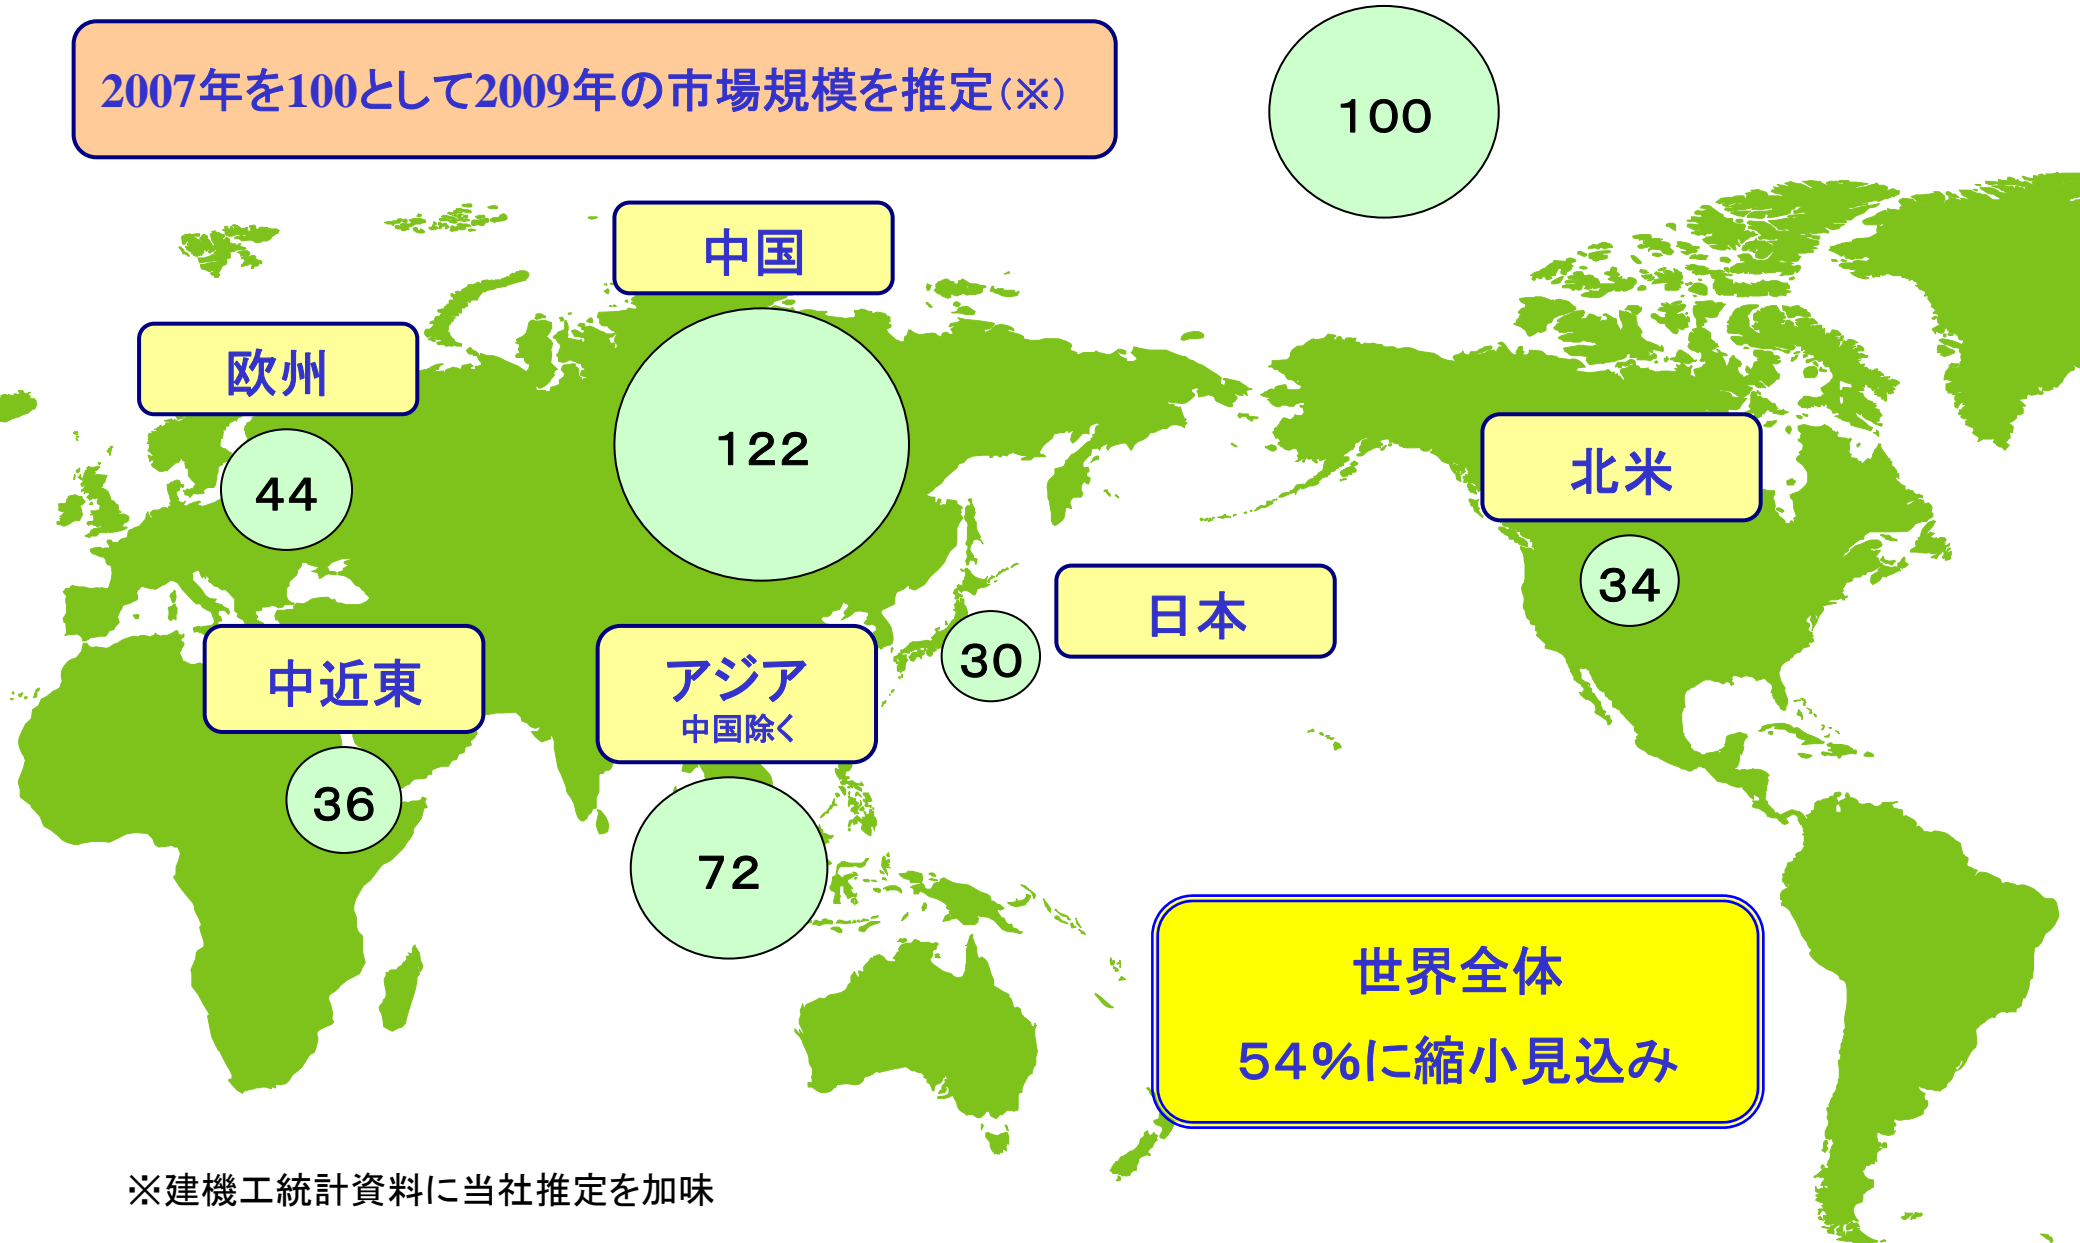 2007年を100として2009年の市場規模を推定（※）
100
中国
122
欧州
44
北米
34
日本
30
中近東
36
アジア
中国除く
72
世界全体
54%に縮小見込み
※建機工統計資料に当社推定を加味